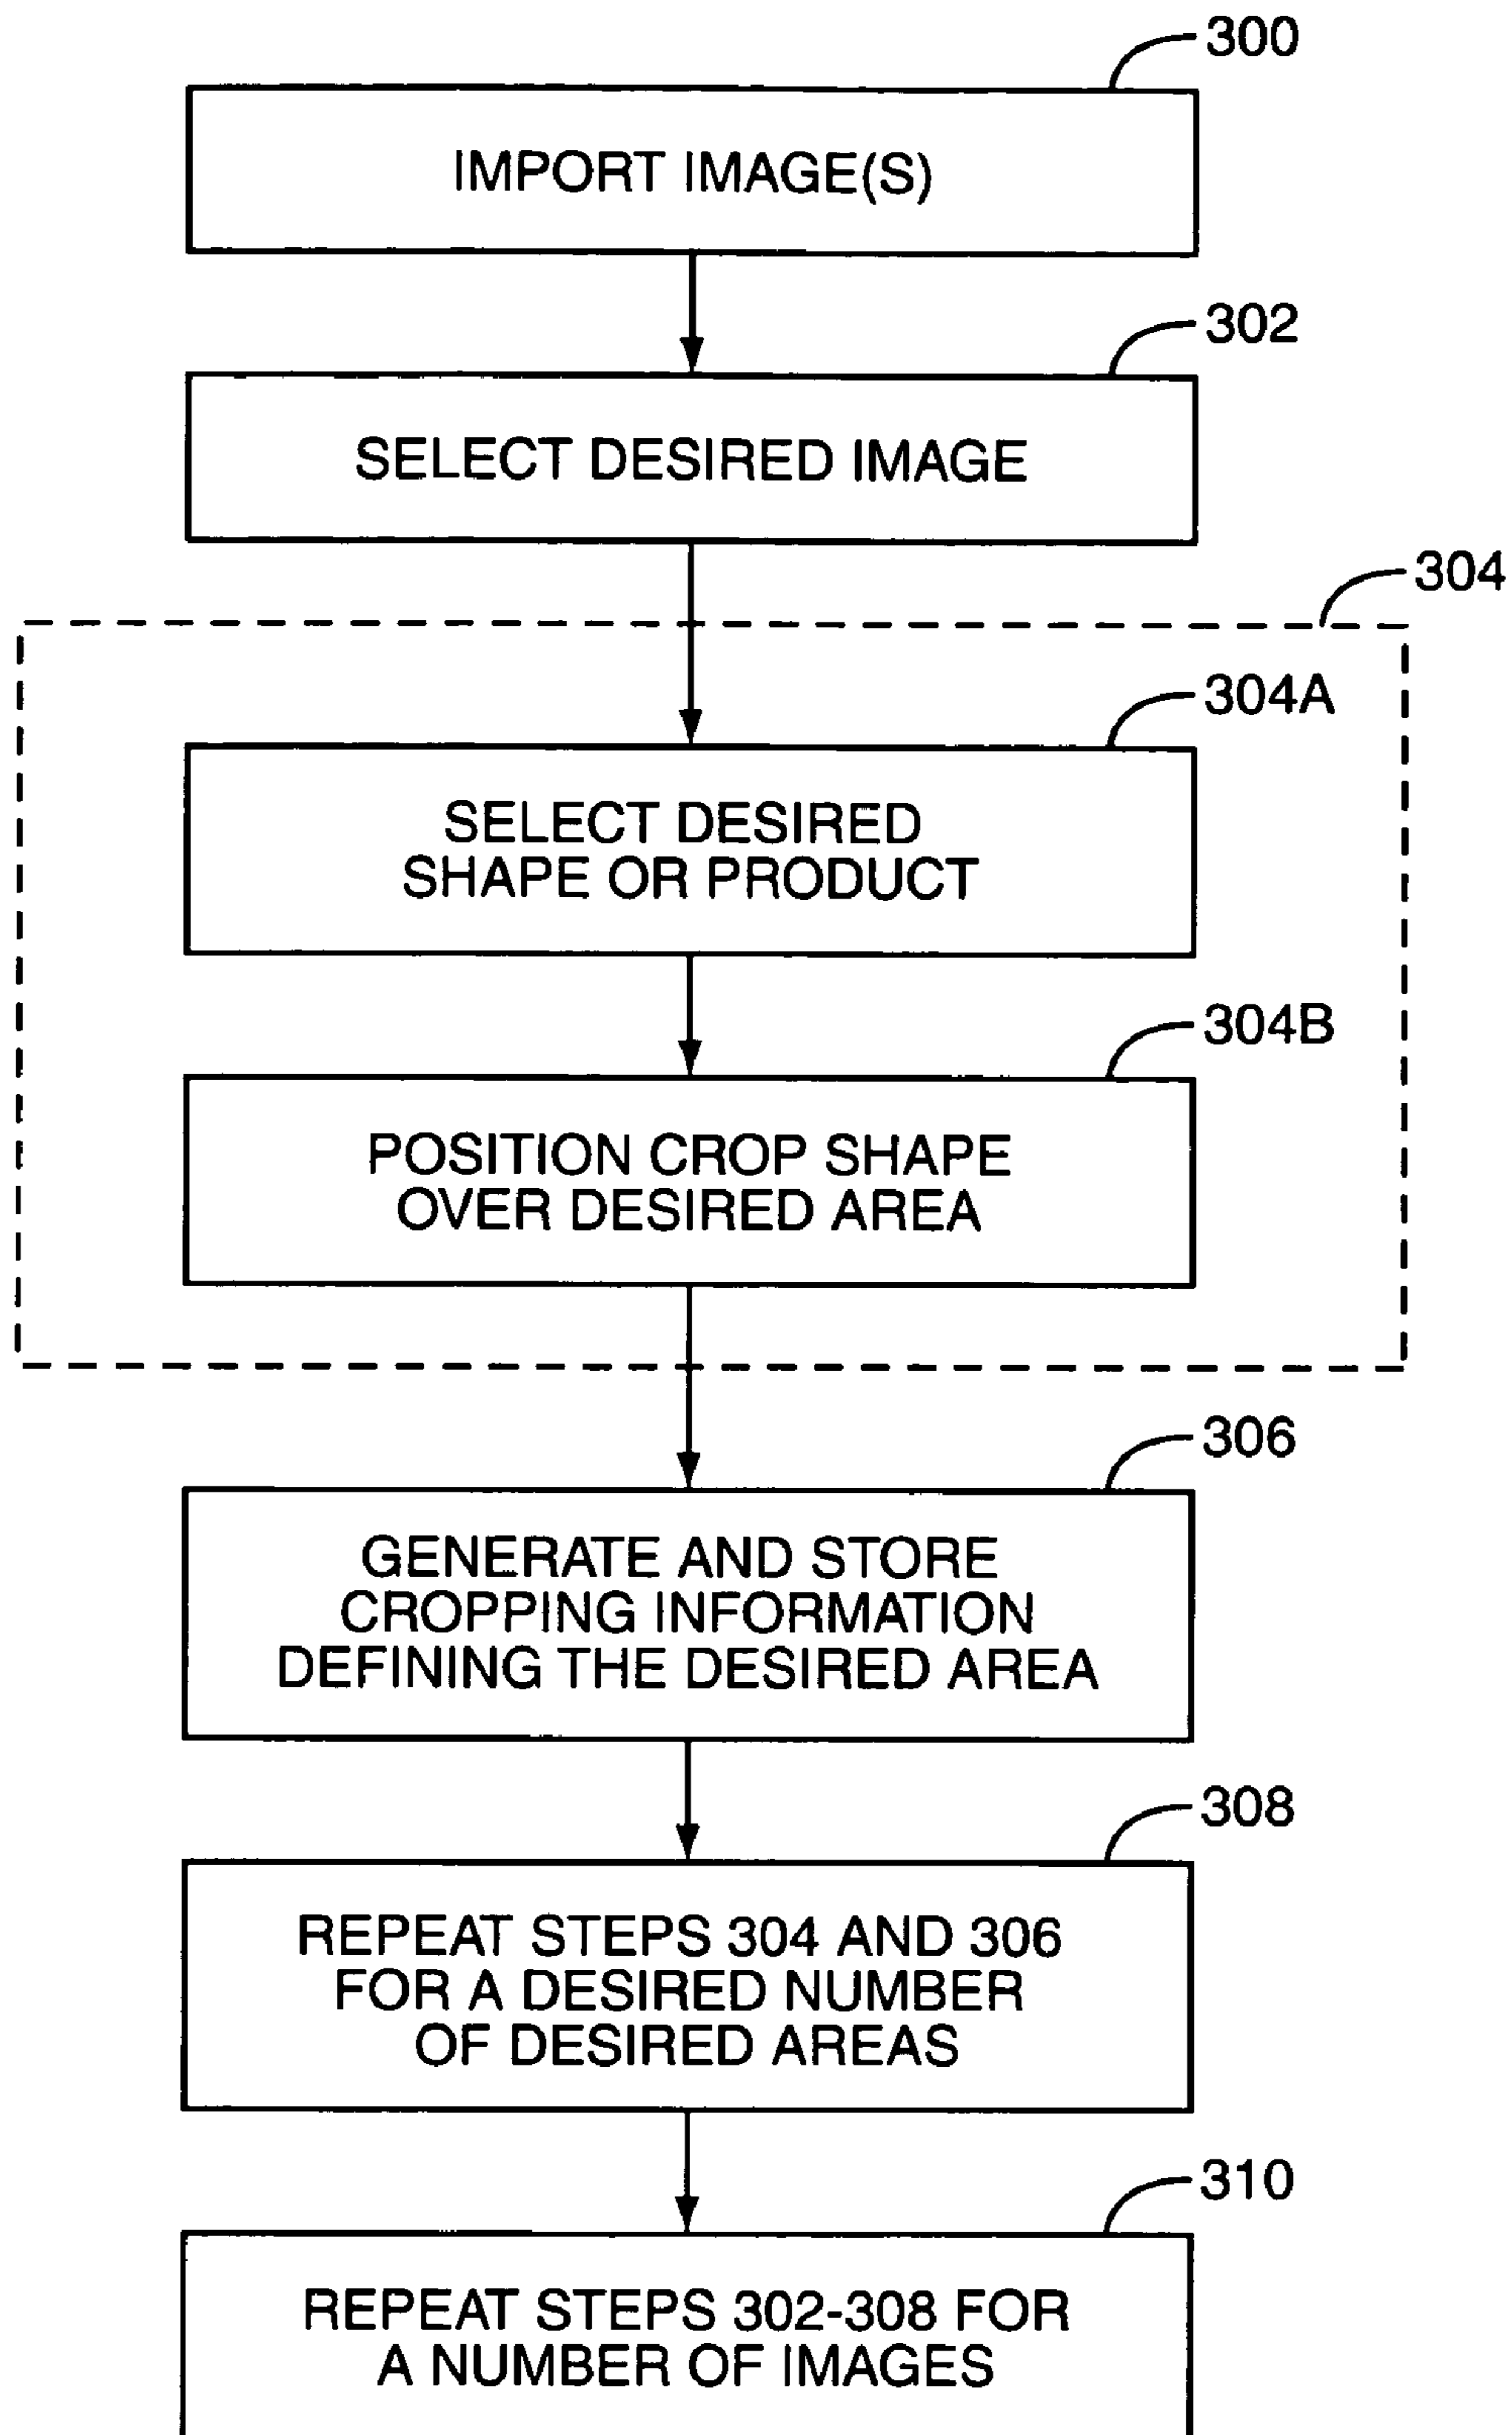 300
IMPORT IMAGE(S)
302
SELECT DESIRED IMAGE
304
304A
SELECT DESIRED
SHAPE OR PRODUCT
304B
POSITION CROP SHAPE
OVER DESIRED AREA
306
GENERATE AND STORE
CROPPING INFORMATION
DEFINING THE DESIRED AREA
308
REPEAT STEPS 304 AND 306
FOR A DESIRED NUMBER
OF DESIRED AREAS
310
REPEAT STEPS 302-308 FOR
A NUMBER OF IMAGES